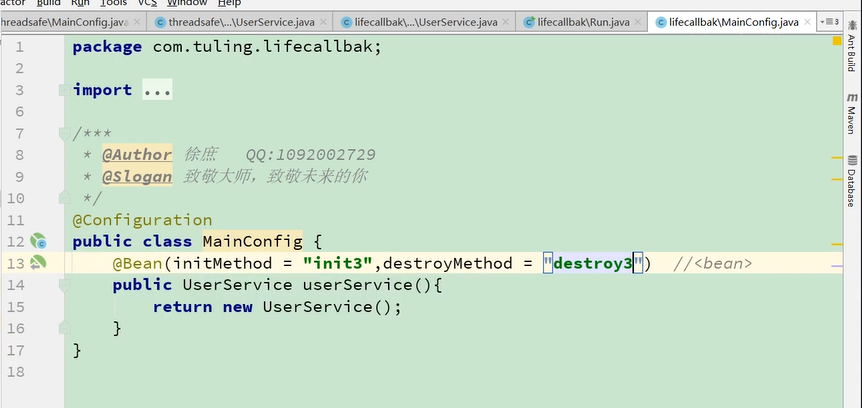 actor Build Run Tools VCS Window Help
hreadsafe\MainConfig.java × threadsafe\...\UserService.java × lifecallbak\...\UserService.java × lifecallbak\Run.java × lifecallbak\MainConfig.java × 3
1 package com.tuling.lifecallbak;
2
3 import ...
6
7 /***
8 * @Author 徐庶 QQ:1092002729
9 * @Slogan 致敬大师，致敬未来的你
10 */
11 @Configuration
12 public class MainConfig {
13 @Bean(initMethod = "init3",destroyMethod = "destroy3") //<bean>
14 public UserService userService(){
15 return new UserService();
16 }
17 }
18
Ant Build
Maven
Database